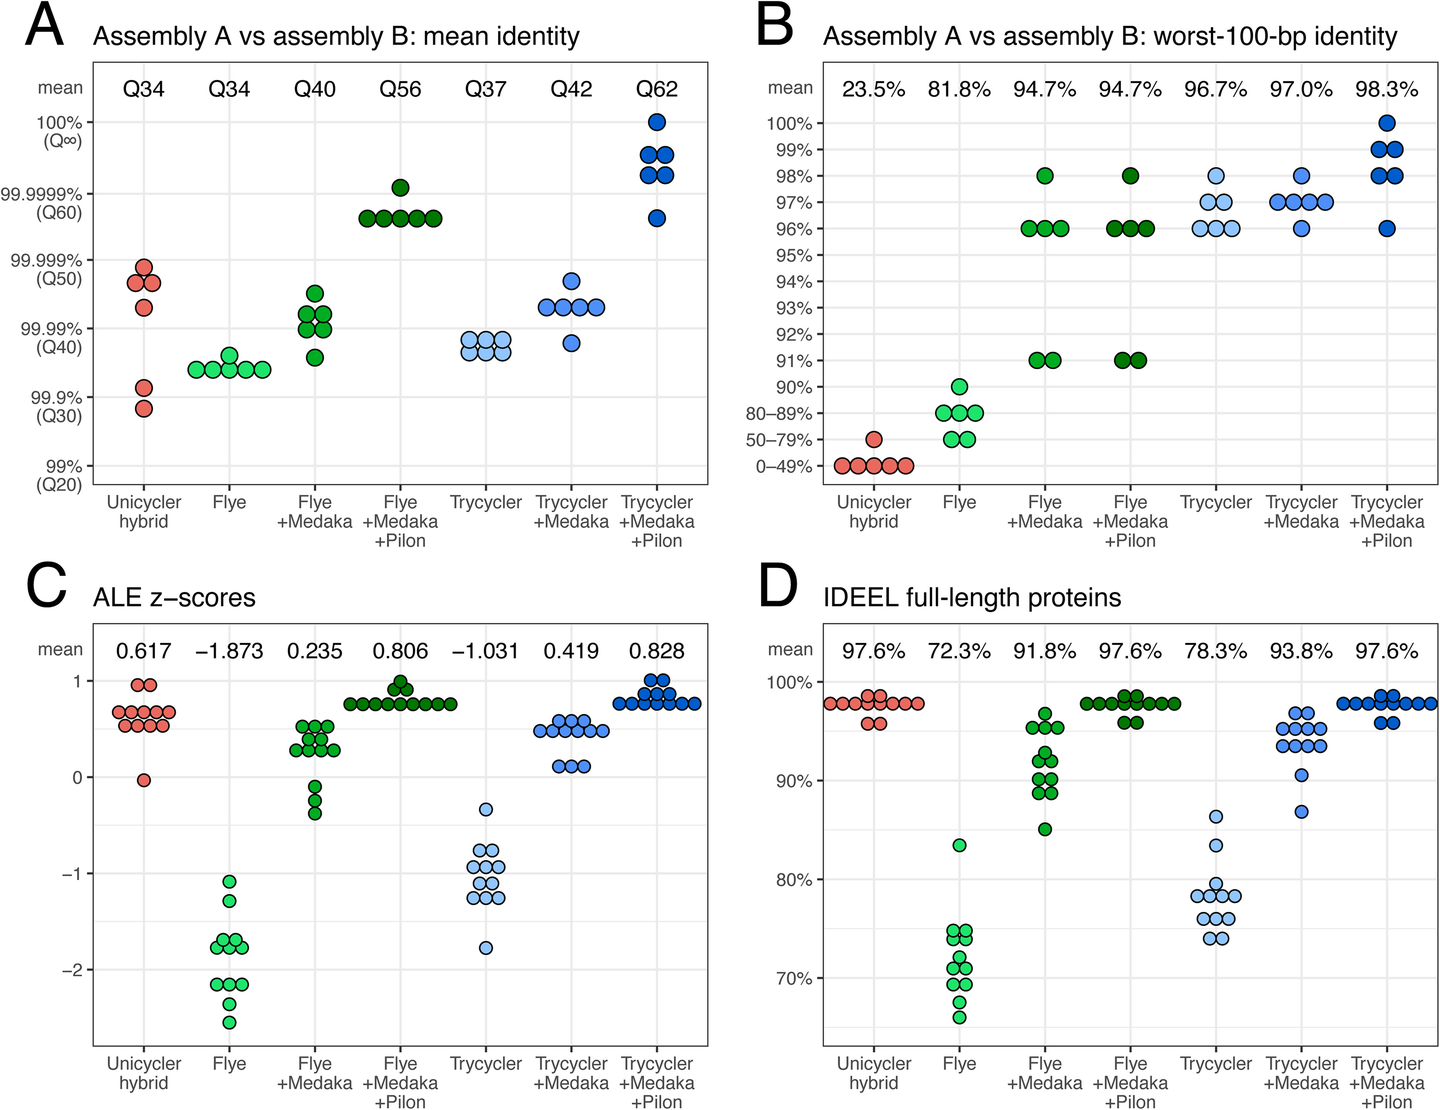 A Assembly A vs assembly B: mean identity
mean Q34 Q34 Q40 Q56 Q37 Q42 Q62
100%
(Q∞)
99.9999%
(Q60)
99.999%
(Q50)
99.99%
(Q40)
99.9%
(Q30)
99%
(Q20)
Unicycler Flye Flye Flye Trycycler Trycycler Trycycler
hybrid +Medaka +Medaka +Medaka +Medaka
+Pilon +Pilon
B Assembly A vs assembly B: worst-100-bp identity
mean 23.5% 81.8% 94.7% 94.7% 96.7% 97.0% 98.3%
100%
99%
98%
97%
96%
95%
94%
93%
92%
91%
90%
80–89%
50–79%
0–49%
Unicycler Flye Flye Flye Trycycler Trycycler Trycycler
hybrid +Medaka +Medaka +Medaka +Medaka
+Pilon +Pilon
C ALE z−scores
mean 0.617 −1.873 0.235 0.806 −1.031 0.419 0.828
1
0
−1
−2
Unicycler Flye Flye Flye Trycycler Trycycler Trycycler
hybrid +Medaka +Medaka +Medaka +Medaka
+Pilon +Pilon
D IDEEL full-length proteins
mean 97.6% 72.3% 91.8% 97.6% 78.3% 93.8% 97.6%
100%
90%
80%
70%
Unicycler Flye Flye Flye Trycycler Trycycler Trycycler
hybrid +Medaka +Medaka +Medaka +Medaka
+Pilon +Pilon